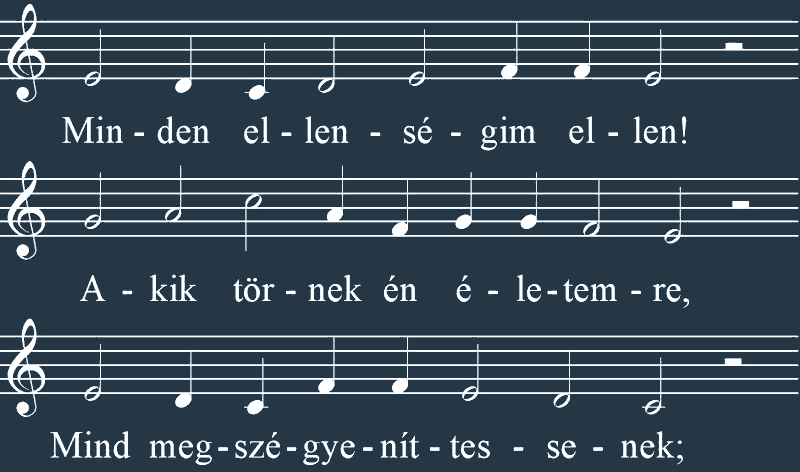 Min - den el - len - sé - gim el - len!
A - kik tör - nek én é - le - tem - re,
Mind meg - szé - gye - nít - tes - se - nek;